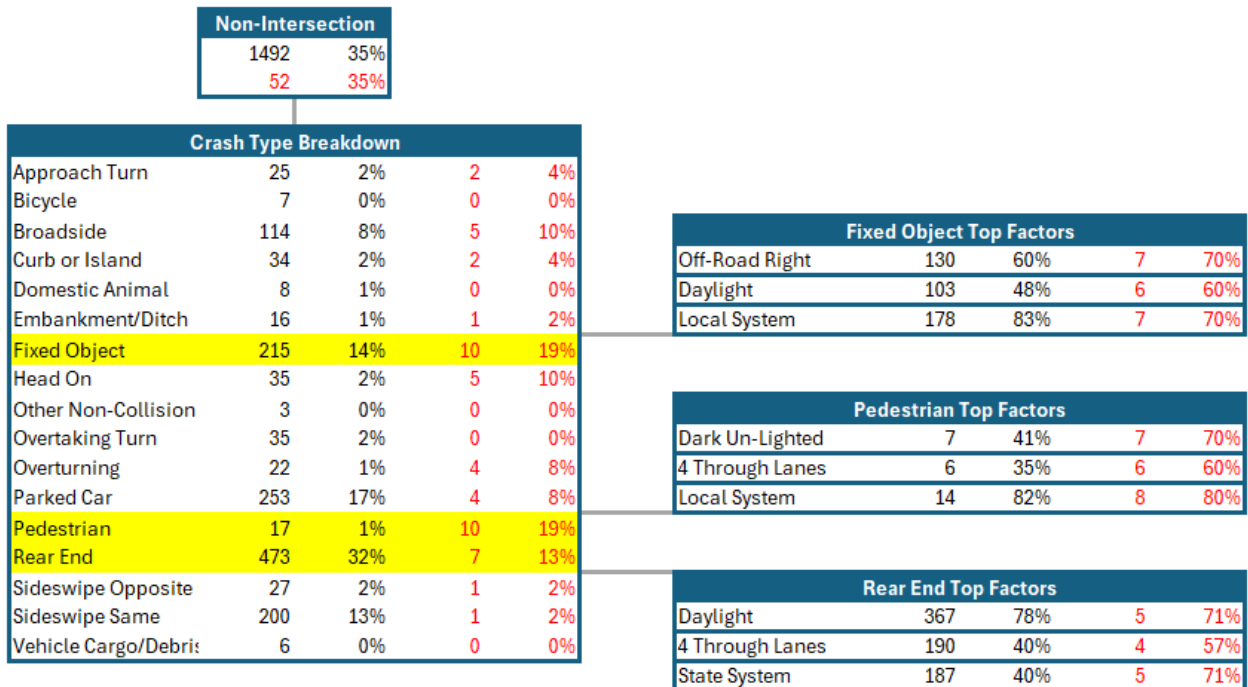 Non-Intersection
1492 35%
52 35%
Crash Type Breakdown
Approach Turn 25 2% 2 4%
Bicycle 7 0% 0 0%
Broadside 114 8% 5 10%
Curb or Island 34 2% 2 4%
Domestic Animal 8 1% 0 0%
Embankment/Ditch 16 1% 1 2%
Fixed Object 215 14% 10 19%
Head On 35 2% 5 10%
Other Non-Collision 3 0% 0 0%
Overtaking Turn 35 2% 0 0%
Overturning 22 1% 4 8%
Parked Car 253 17% 4 8%
Pedestrian 17 1% 10 19%
Rear End 473 32% 7 13%
Sideswipe Opposite 27 2% 1 2%
Sideswipe Same 200 13% 1 2%
Vehicle Cargo/Debris 6 0% 0 0%
Fixed Object Top Factors
Off-Road Right 130 60% 7 70%
Daylight 103 48% 6 60%
Local System 178 83% 7 70%
Pedestrian Top Factors
Dark Un-Lighted 7 41% 7 70%
4 Through Lanes 6 35% 6 60%
Local System 14 82% 8 80%
Rear End Top Factors
Daylight 367 78% 5 71%
4 Through Lanes 190 40% 4 57%
State System 187 40% 5 71%